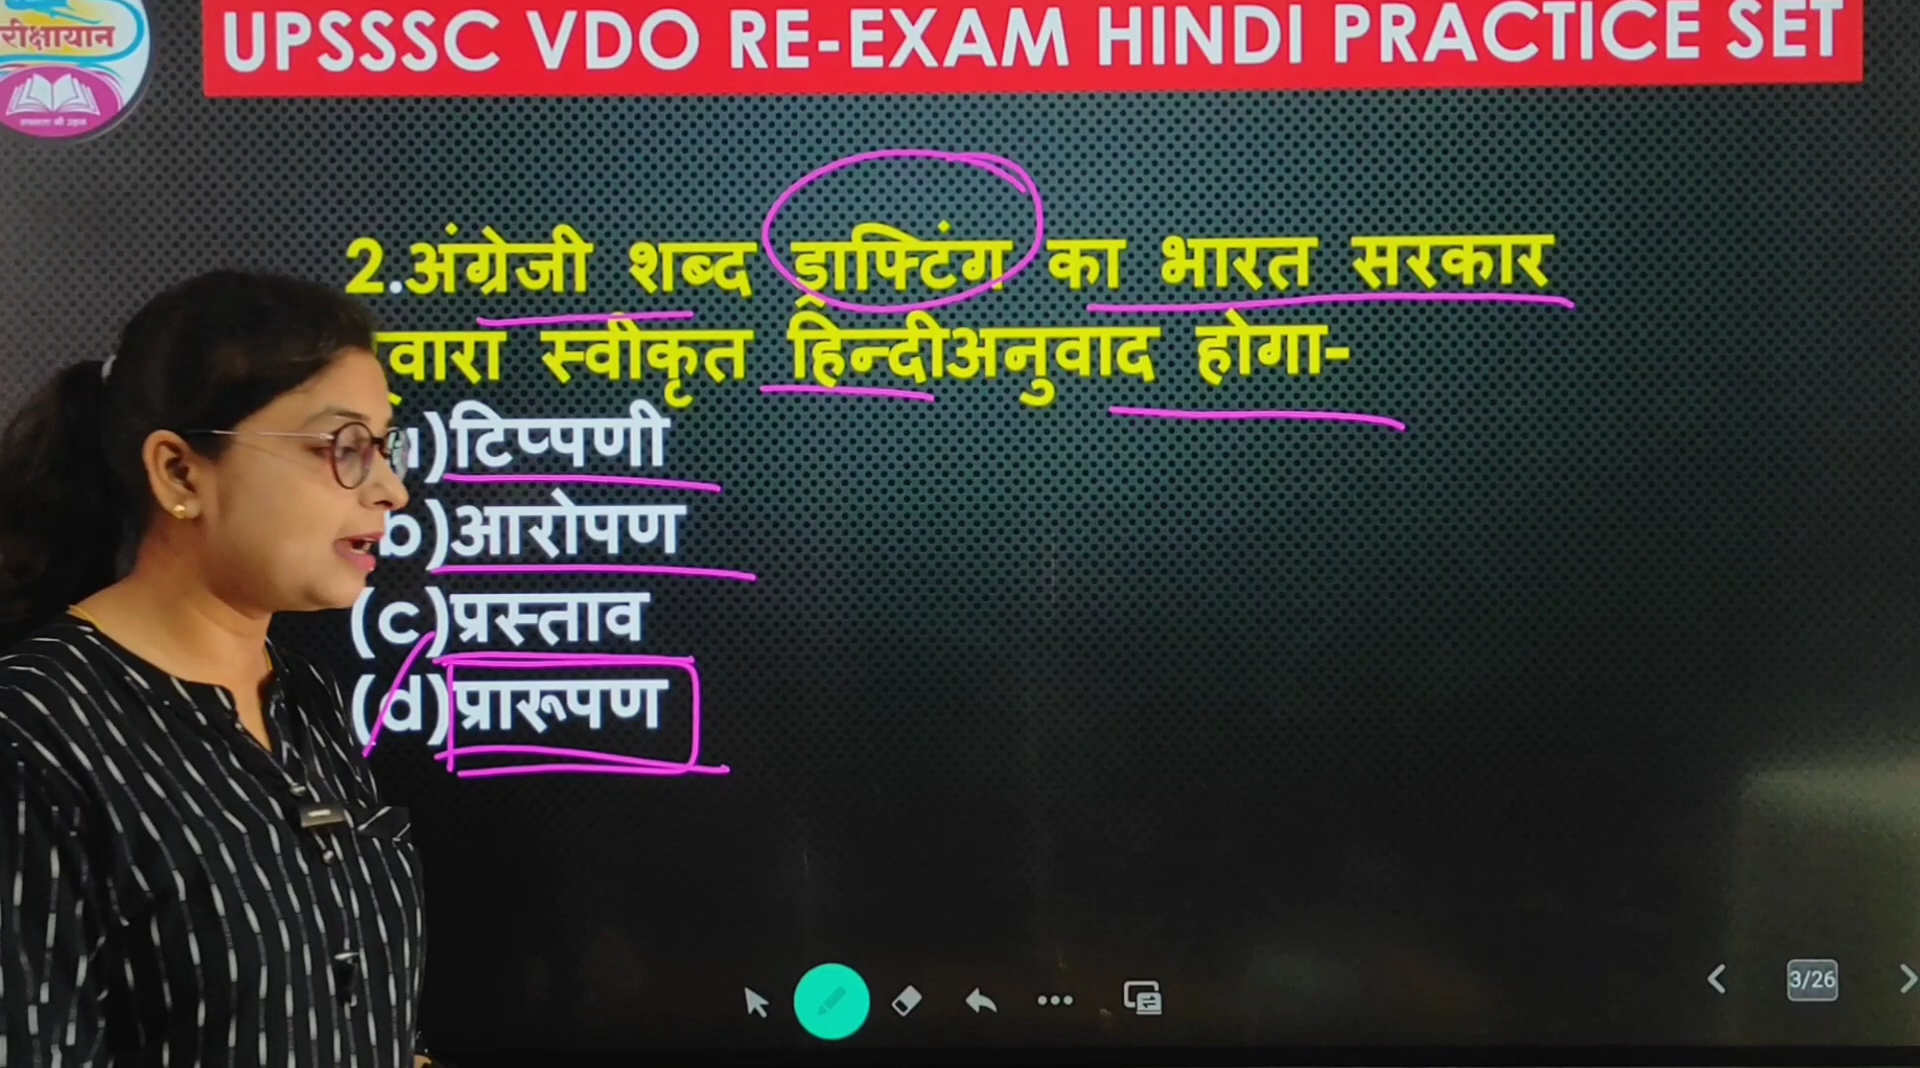 रीक्षायान
UPSSSC VDO RE-EXAM HINDI PRACTICE SET
2.अंग्रेजी शब्द ड्राफ्टिंग का भारत सरकार
वारा स्वीकृत हिन्दीअनुवाद होगा-
)टिप्पणी
b)आरोपण
(c)प्रस्ताव
(d)प्रारूपण
3/26